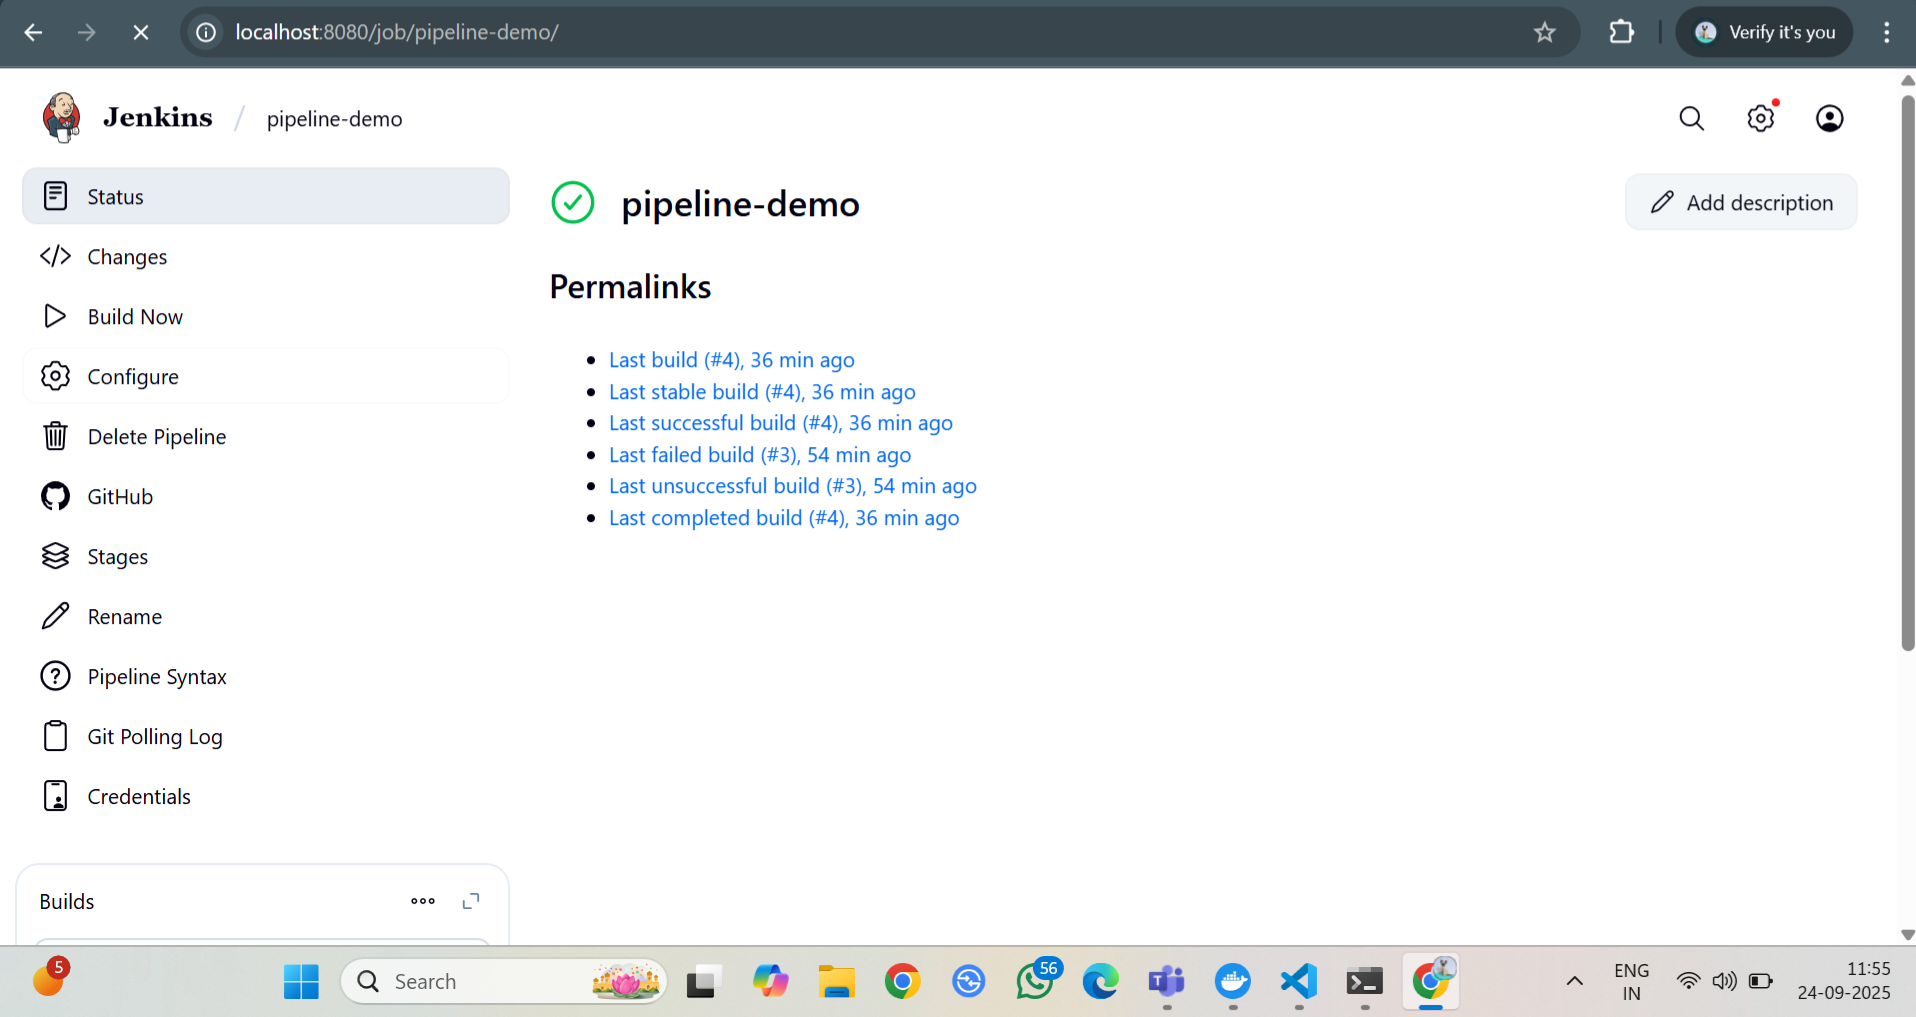 localhost:8080/job/pipeline-demo/
Verify it's you
Jenkins / pipeline-demo
Status
Changes
Build Now
Configure
Delete Pipeline
GitHub
Stages
Rename
Pipeline Syntax
Git Polling Log
Credentials
Builds
pipeline-demo
Add description
Permalinks
Last build (#4), 36 min ago
Last stable build (#4), 36 min ago
Last successful build (#4), 36 min ago
Last failed build (#3), 54 min ago
Last unsuccessful build (#3), 54 min ago
Last completed build (#4), 36 min ago
5
Search
56
ENG
IN
11:55
24-09-2025